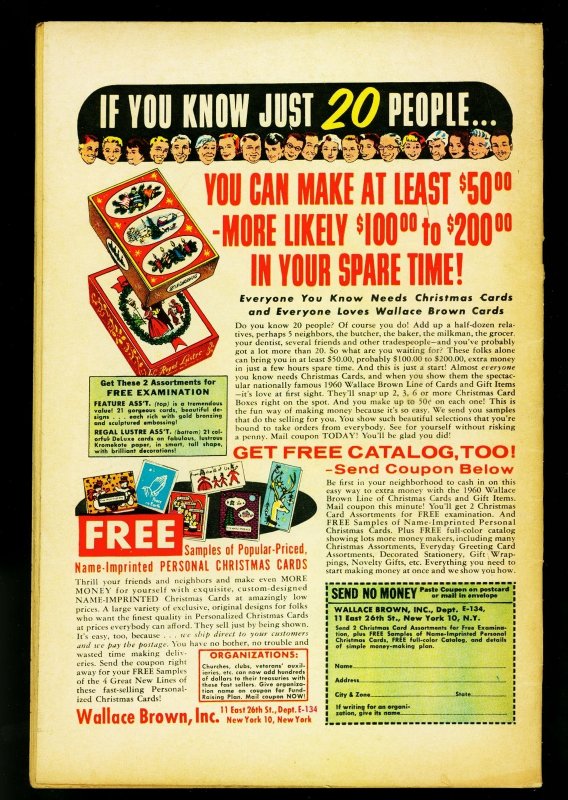 IF YOU KNOW JUST 20 PEOPLE...
YOU CAN MAKE AT LEAST $50.00
-MORE LIKELY $100.00 to $200.00
IN YOUR SPARE TIME!
Everyone You Know Needs Christmas Cards
and Everyone Loves Wallace Brown Cards
Do you know 20 people? Of course you do! Add up a half-dozen rela-
tives, perhaps 5 neighbors, the butcher, the baker, the milkman, the grocer,
your dentist, several friends and other tradespeople—and you've probably
got a lot more than 20. So what are you waiting for? These folks alone
can bring you in at least $50.00, probably $100.00 to $200.00, extra money
in just a few hours spare time. And this is just a start! Almost everyone
you know needs Christmas Cards, and when you show them the spectac-
ular nationally famous 1960 Wallace Brown Line of Cards and Gift Items
—it's love at first sight. They'll snap up 2, 3, 6 or more Christmas Card
Boxes right on the spot. And you make up to 50¢ on each one! This is
the fun way of making money because it's so easy. We send you samples
that do the selling for you. You show such beautiful selections that you're
bound to take orders from everybody. See for yourself without risking
a penny. Mail coupon TODAY! You'll be glad you did!
Royal Lustre
Get These 2 Assortments for
FREE EXAMINATION
FEATURE ASS'T. (top) is a tremendous
value! 21 gorgeous cards, beautiful de-
signs . . . each rich with gold bronzing
and sculptured embossing!
REGAL LUSTRE ASS'T. (bottom) 21 col-
orful DeLuxe cards on fabulous, lustrous
Kromekote paper, in smart, tall shape,
with brilliant decorations!
GET FREE CATALOG, TOO!
-Send Coupon Below
Be first in your neighborhood to cash in on this
easy way to extra money with the 1960 Wallace
Brown Line of Christmas Cards and Gift Items.
Mail coupon this minute! You'll get 2 Christmas
Card Assortments for FREE examination. And
FREE Samples of Name-Imprinted Personal
Christmas Cards, Plus FREE full-color catalog
showing lots more money makers, including many
Christmas Assortments, Everyday Greeting Card
Assortments, Decorated Stationery, Gift Wrap-
pings, Novelty Gifts, etc. Everything you need to
start making money at once and we show you how.
FREE Samples of Popular-Priced,
Name-Imprinted PERSONAL CHRISTMAS CARDS
Thrill your friends and neighbors and make even MORE
MONEY for yourself with exquisite, custom-designed
NAME-IMPRINTED Christmas Cards at amazingly low
prices. A large variety of exclusive, original designs for folks
who want the finest quality in Personalized Christmas Cards
at prices everybody can afford. They sell just by being shown.
It's easy, too, because . . . we ship direct to your customers
and we pay the postage. You have no bother, no trouble and
wasted time making deliv-
eries. Send the coupon right
away for your FREE Samples
of the 4 Great New Lines of
these fast-selling Personal-
ized Christmas Cards!
ORGANIZATIONS:
Churches, clubs, veterans' auxil-
iaries, etc. can now add hundreds
of dollars to their treasuries with
these fast sellers. Give organiza-
tion name on coupon for Fund-
Raising Plan. Mail coupon NOW!
Wallace Brown, Inc. 11 East 26th St., Dept. E-134
New York 10, New York
SEND NO MONEY Paste Coupon on postcard
or mail in envelope
WALLACE BROWN, INC., Dept. E-134,
11 East 26th St., New York 10, N.Y.
Send 2 Christmas Card Assortments for Free Examina-
tion, plus FREE Samples of Name-Imprinted Personal
Christmas Cards, FREE full-color Catalog, and details
of simple money-making plan.
Name
Address
City & Zone State
If writing for an organi-
zation, give its name